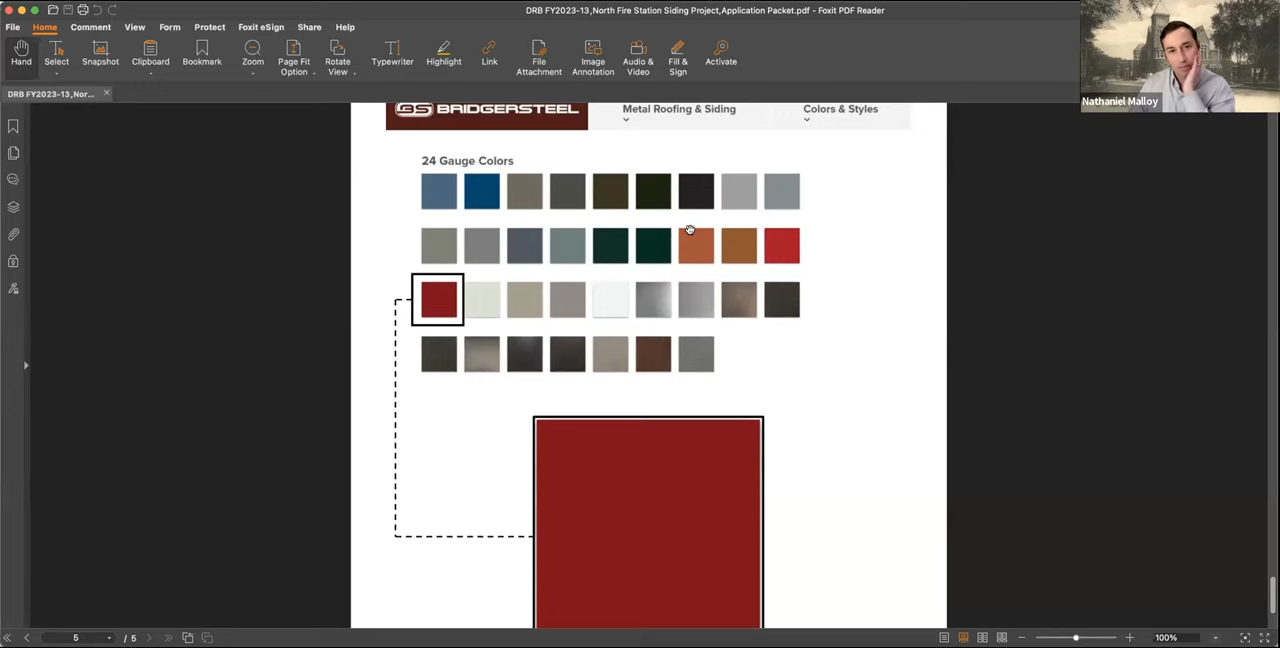 DRB FY2023-13,North Fire Station Siding Project,Application Packet.pdf - Foxit PDF Reader
File Home Comment View Form Protect Foxit eSign Share Help
Hand Select Snapshot Clipboard Bookmark Zoom Page Fit Option Rotate View Typewriter Highlight Link File Attachment Image Annotation Audio & Video Fill & Sign Activate
DRB FY2023-13,Nor...
Nathaniel Malloy
BS BRIDGERSTEEL Metal Roofing & Siding Colors & Styles
24 Gauge Colors
5 / 5 100%